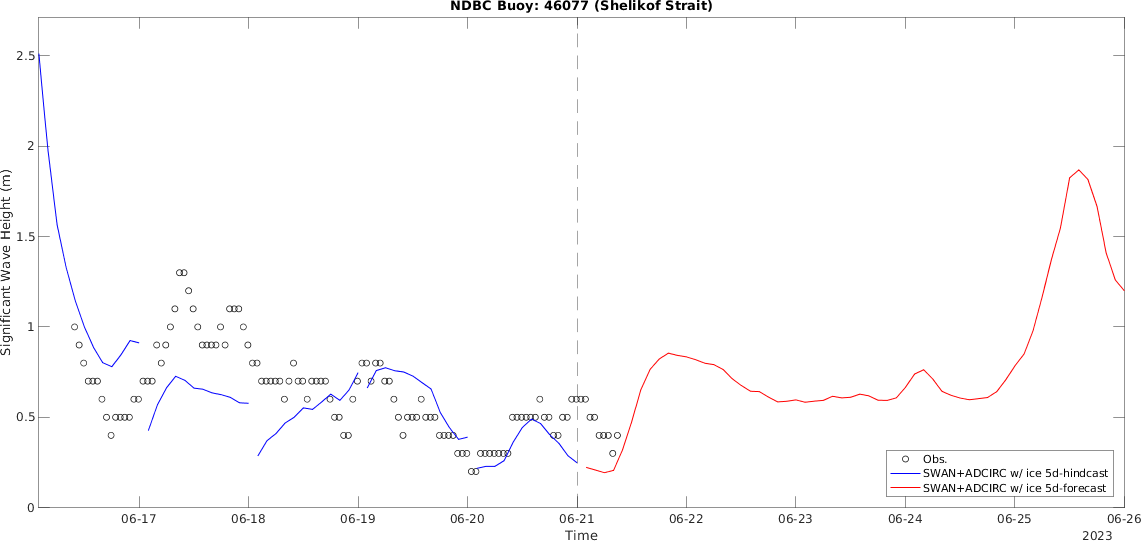 NDBC Buoy: 46077 (Shelikof Strait)
Significant Wave Height (m)
2.5
2
1.5
1
0.5
0
Obs.
SWAN+ADCIRC w/ ice 5d-hindcast
SWAN+ADCIRC w/ ice 5d-forecast
06-17 06-18 06-19 06-20 06-21 06-22 06-23 06-24 06-25 06-26
Time
2023